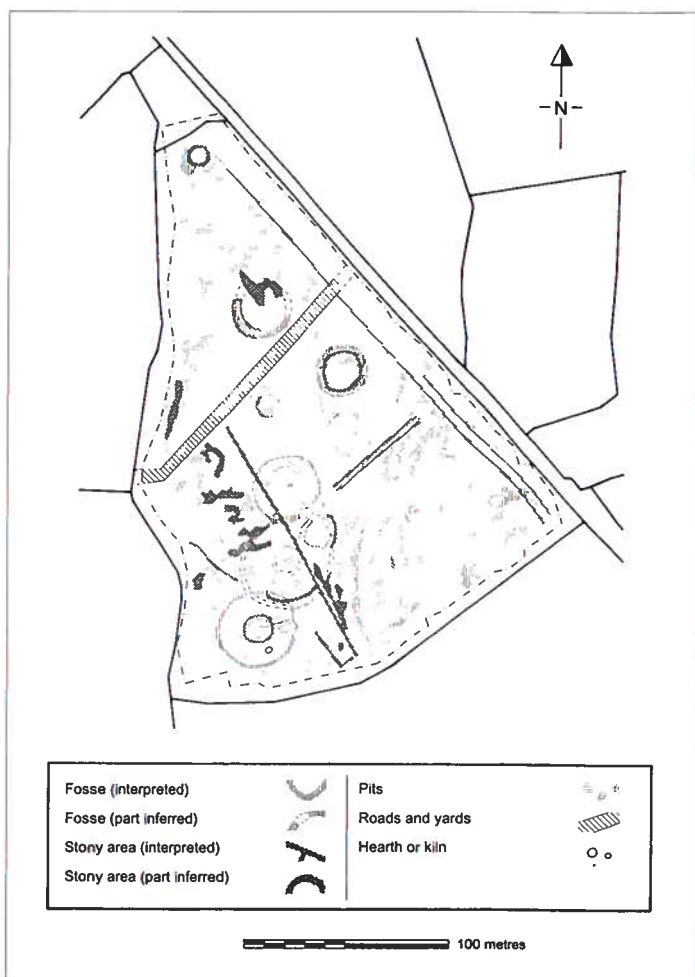 -N-
Fosse (interpreted)
Fosse (part inferred)
Stony area (interpreted)
Stony area (part inferred)
Pits
Roads and yards
Hearth or kiln
100 metres